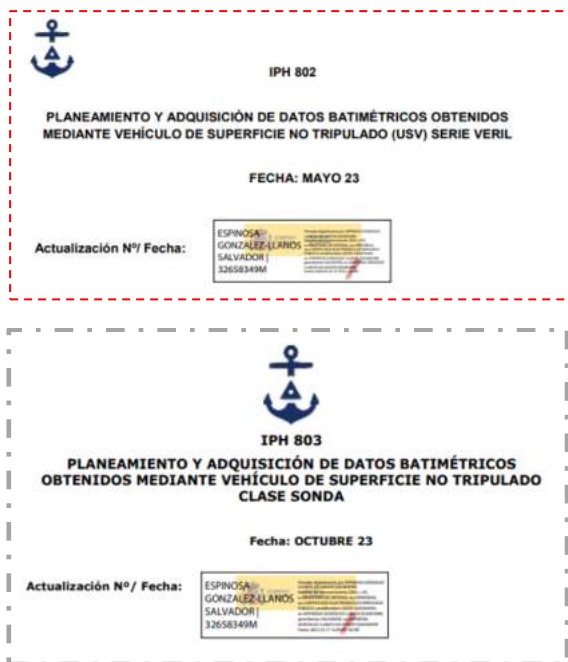 IPH 802
PLANEAMIENTO Y ADQUISICIÓN DE DATOS BATIMÉTRICOS OBTENIDOS
MEDIANTE VEHÍCULO DE SUPERFICIE NO TRIPULADO (USV) SERIE VERIL
FECHA: MAYO 23
Actualización Nº/ Fecha:
ESPINOSA
GONZALEZ-LLANOS
SALVADOR |
32658349M
IPH 803
PLANEAMIENTO Y ADQUISICIÓN DE DATOS BATIMÉTRICOS
OBTENIDOS MEDIANTE VEHÍCULO DE SUPERFICIE NO TRIPULADO
CLASE SONDA
Fecha: OCTUBRE 23
Actualización Nº/ Fecha:
ESPINOSA
GONZALEZ-LLANOS
SALVADOR |
32658349M